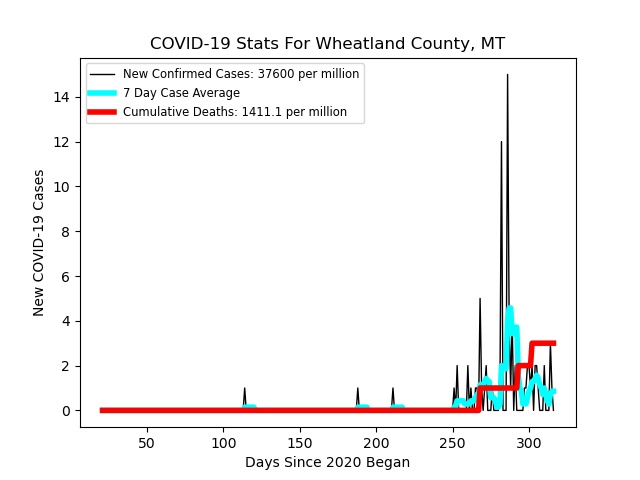 COVID-19 Stats For Wheatland County, MT
New Confirmed Cases: 37600 per million
7 Day Case Average
Cumulative Deaths: 1411.1 per million
New COVID-19 Cases
14
12
10
8
6
4
2
0
50 100 150 200 250 300
Days Since 2020 Began